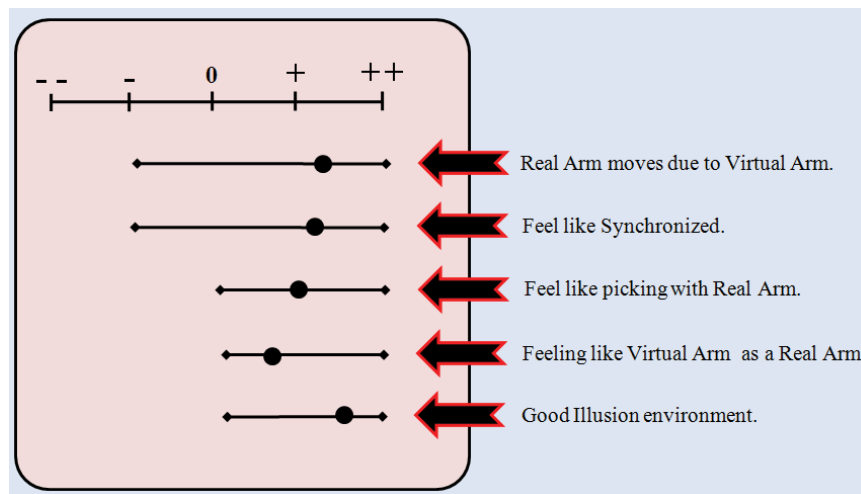 - - - 0 + ++
Real Arm moves due to Virtual Arm.
Feel like Synchronized.
Feel like picking with Real Arm.
Feeling like Virtual Arm as a Real Arm
Good Illusion environment.